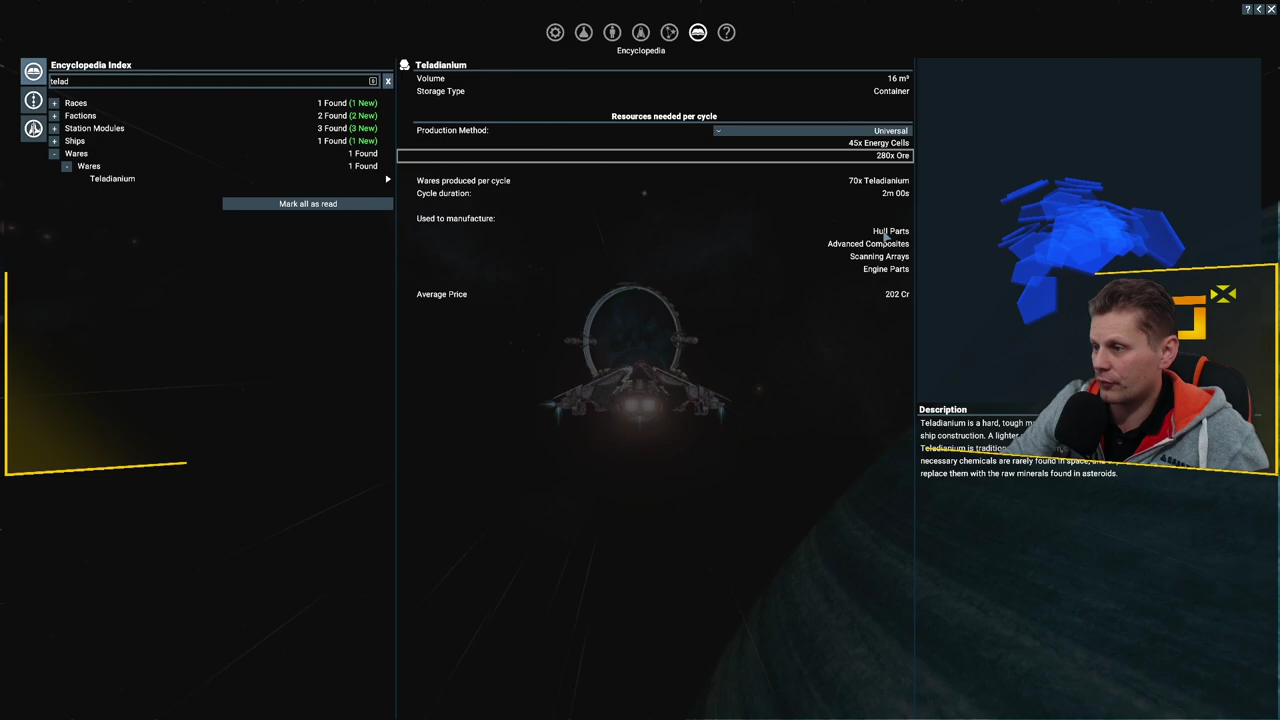 ? < X
Encyclopedia
Encyclopedia Index
telad
x
+ Races 1 Found (1 New)
+ Factions 2 Found (2 New)
+ Station Modules 3 Found (3 New)
+ Ships 1 Found (1 New)
- Wares 1 Found
- Wares 1 Found
Teladianium
Mark all as read
Teladianium
Volume 16 m³
Storage Type Container
Resources needed per cycle
Production Method: Universal
45x Energy Cells
280x Ore
Wares produced per cycle 70x Teladianium
Cycle duration: 2m 00s
Used to manufacture:
Hull Parts
Advanced Composites
Scanning Arrays
Engine Parts
Average Price 202 Cr
Description
Teladianium is a hard, tough
ship construction. A lighter
Teladianium is
necessary chemicals are rarely found in space,
replace them with the raw minerals found in asteroids.